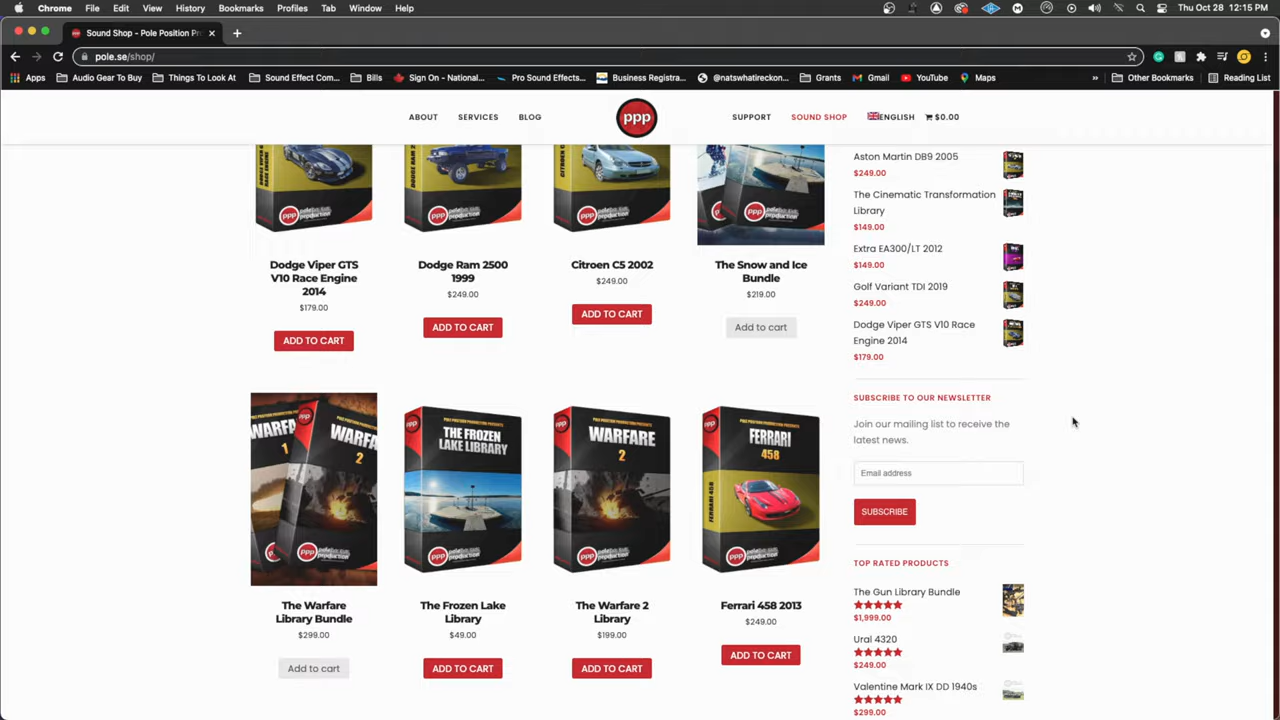 Chrome File Edit View History Bookmarks Profiles Tab Window Help
Thu Oct 28 12:15 PM
Sound Shop - Pole Position Pr
pole.se/shop/
Apps Audio Gear To Buy Things To Look At Sound Effect Com... Bills Sign On - National... Pro Sound Effects... Business Registra... @natswhatireckon... Grants Gmail YouTube Maps » Other Bookmarks Reading List
ABOUT SERVICES BLOG ppp SUPPORT SOUND SHOP ENGLISH $0.00
Dodge Viper GTS
V10 Race Engine
2014
$179.00
ADD TO CART
Dodge Ram 2500
1999
$249.00
ADD TO CART
Citroen C5 2002
$249.00
ADD TO CART
The Snow and Ice
Bundle
$219.00
Add to cart
WARFARE
2
THE FROZEN
LAKE LIBRARY
WARFARE
2
FERRARI
458
FERRARI 458
The Warfare
Library Bundle
$299.00
Add to cart
The Frozen Lake
Library
$49.00
ADD TO CART
The Warfare 2
Library
$199.00
ADD TO CART
Ferrari 458 2013
$249.00
ADD TO CART
Aston Martin DB9 2005
$249.00
The Cinematic Transformation
Library
$149.00
Extra EA300/LT 2012
$149.00
Golf Variant TDI 2019
$249.00
Dodge Viper GTS V10 Race
Engine 2014
$179.00
SUBSCRIBE TO OUR NEWSLETTER
Join our mailing list to receive the
latest news.
Email address
SUBSCRIBE
TOP RATED PRODUCTS
The Gun Library Bundle
$1,999.00
Ural 4320
$249.00
Valentine Mark IX DD 1940s
$299.00